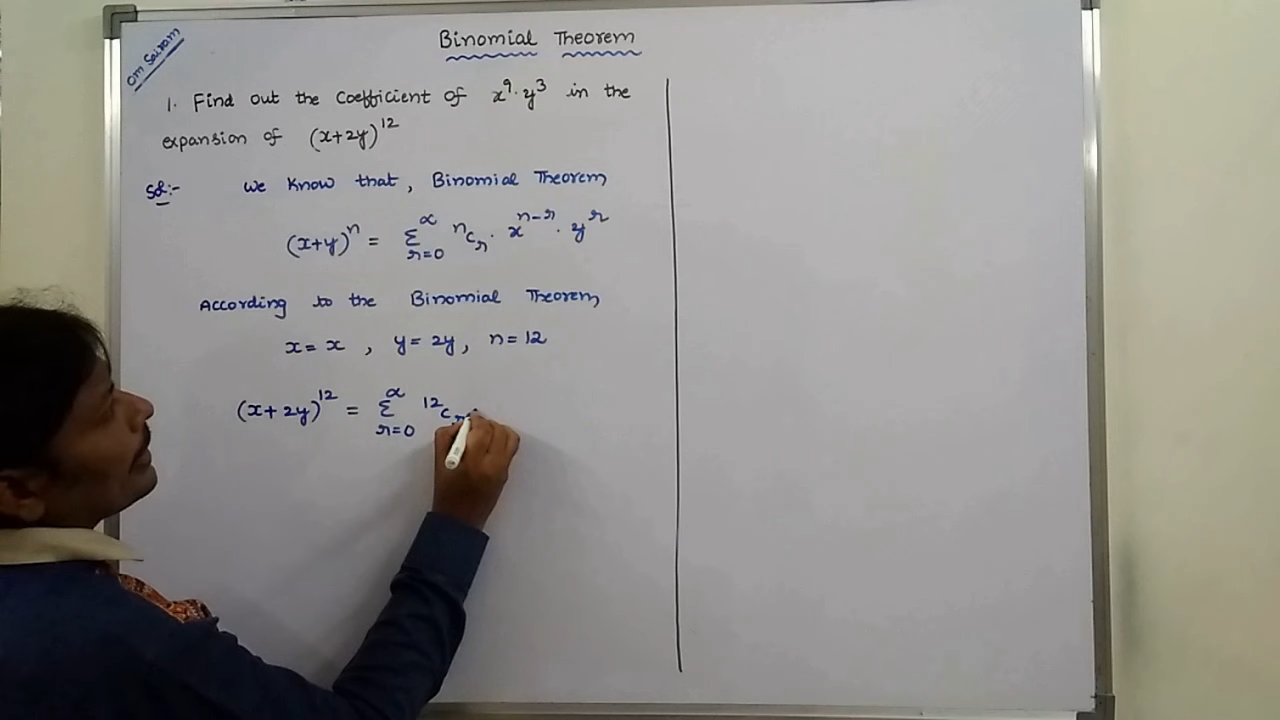 Binomial Theorem
Om Sairam
1. Find out the Coefficient of x⁹·y³ in the
expansion of (x+2y)¹²
Sol:- We Know that, Binomial Theorem
(x+y)ⁿ = Σ_{r=0}^{∝} ⁿCᵣ · xⁿ⁻ʳ · yʳ
According to the Binomial Theorem,
x = x , y = 2y, n = 12
(x+2y)¹² = Σ_{r=0}^{∝} ¹²Cᵣ